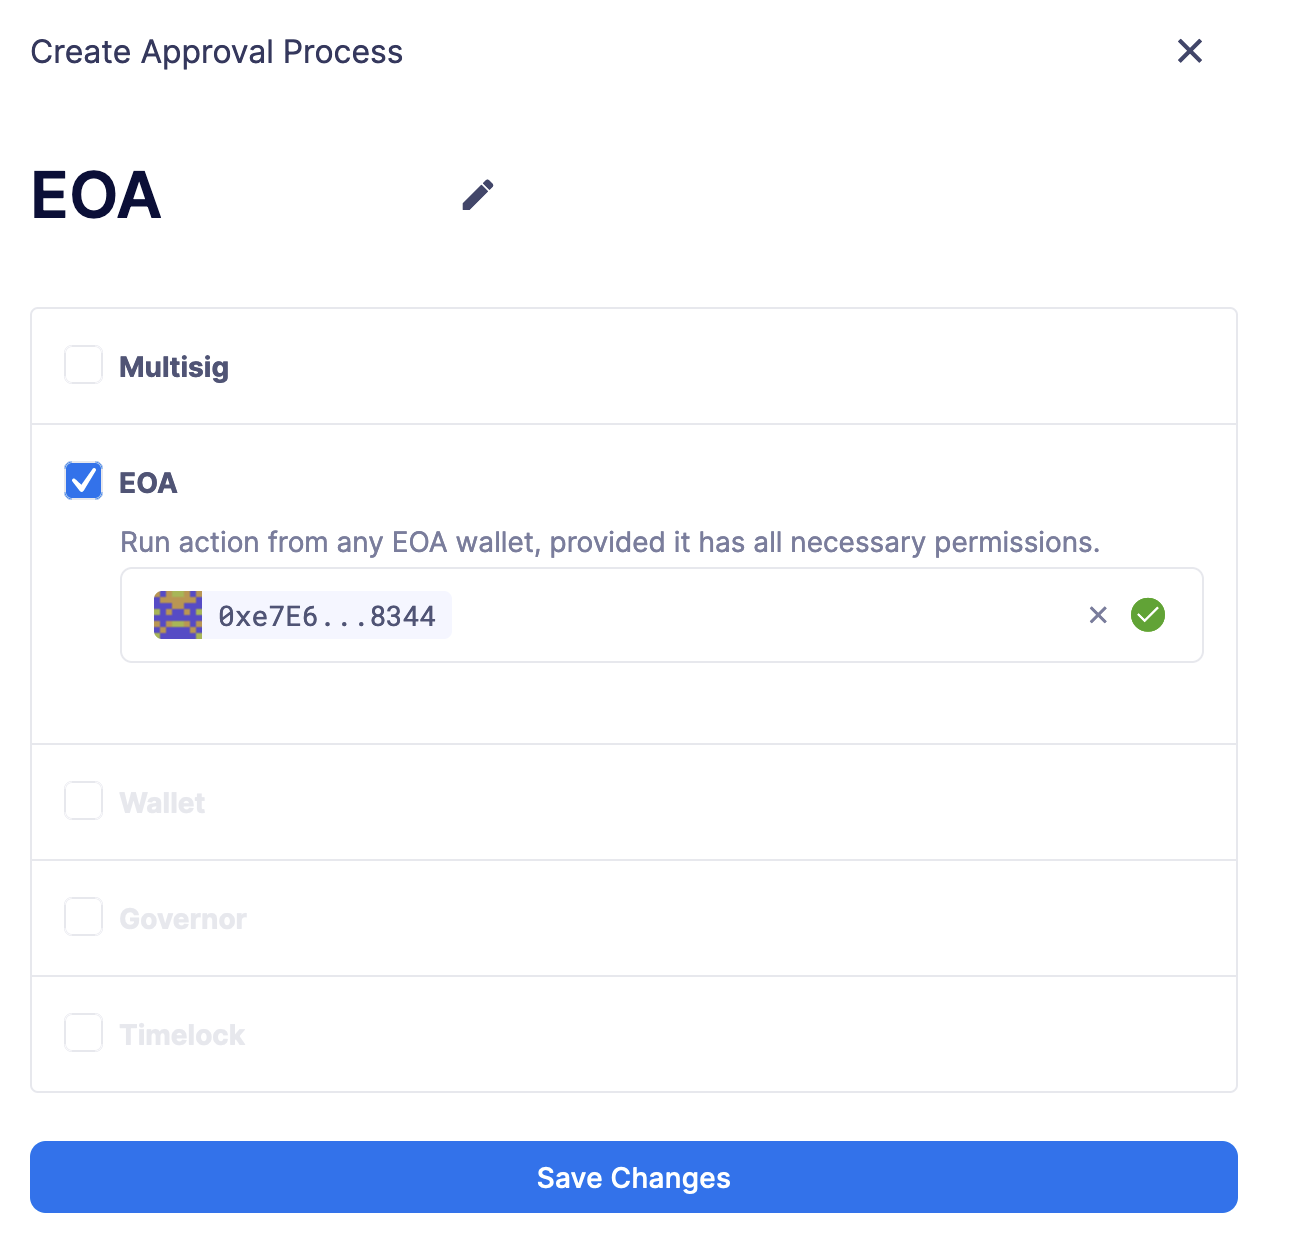 Create Approval Process
EOA
Multisig
EOA
Run action from any EOA wallet, provided it has all necessary permissions.
0xe7E6...8344
Wallet
Governor
Timelock
Save Changes